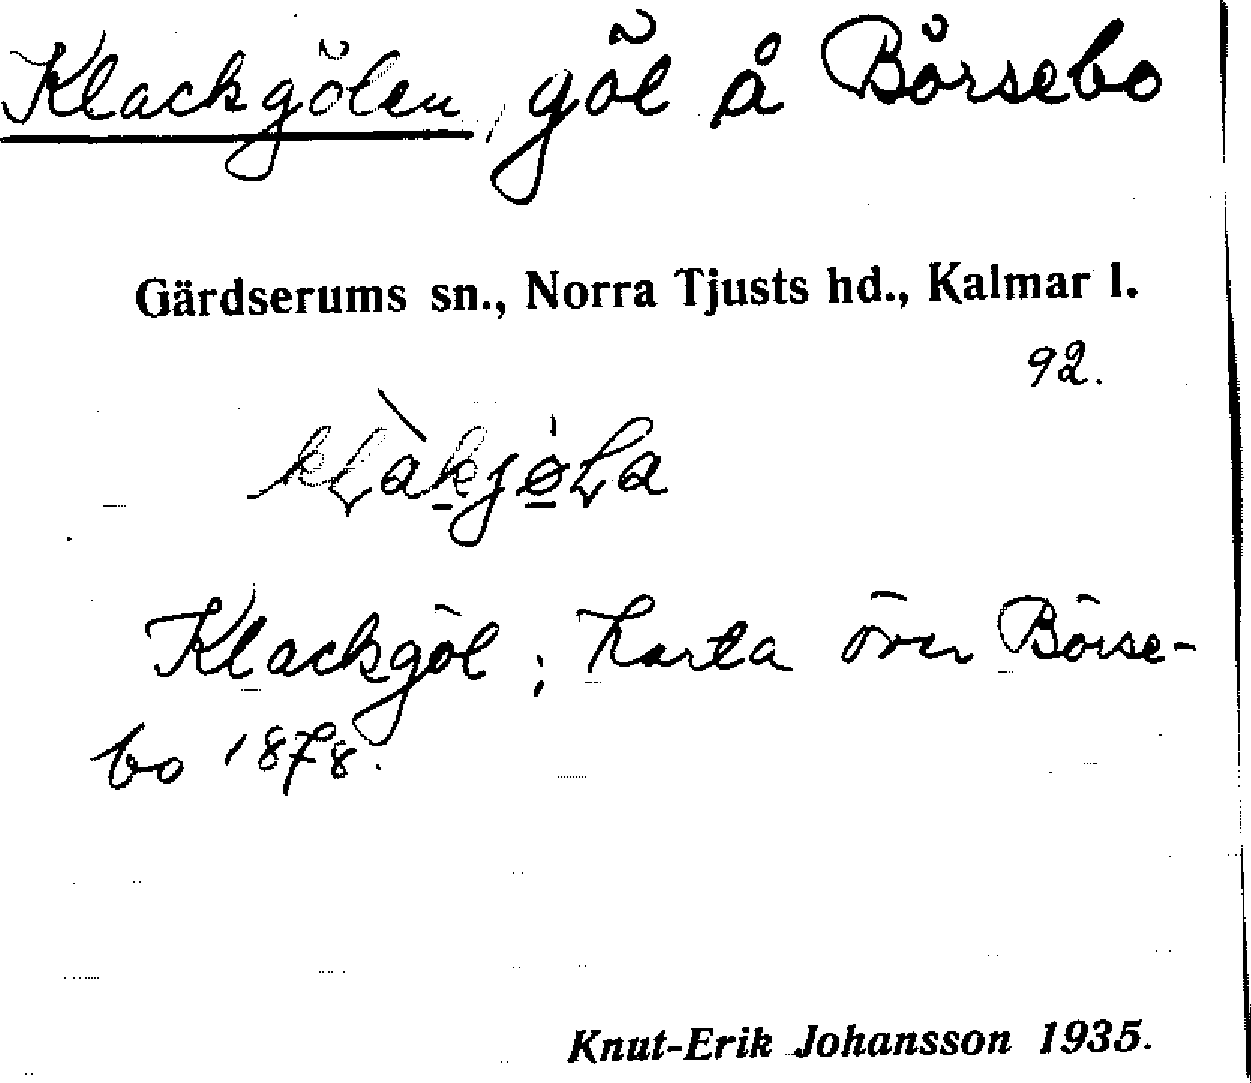 Klackgölen, göl å Börsebo
Gärdserums sn., Norra Tjusts hd., Kalmar l.
92.
Klackgöl; karta över Börse-
bo 1878.
Knut-Erik Johansson 1935.